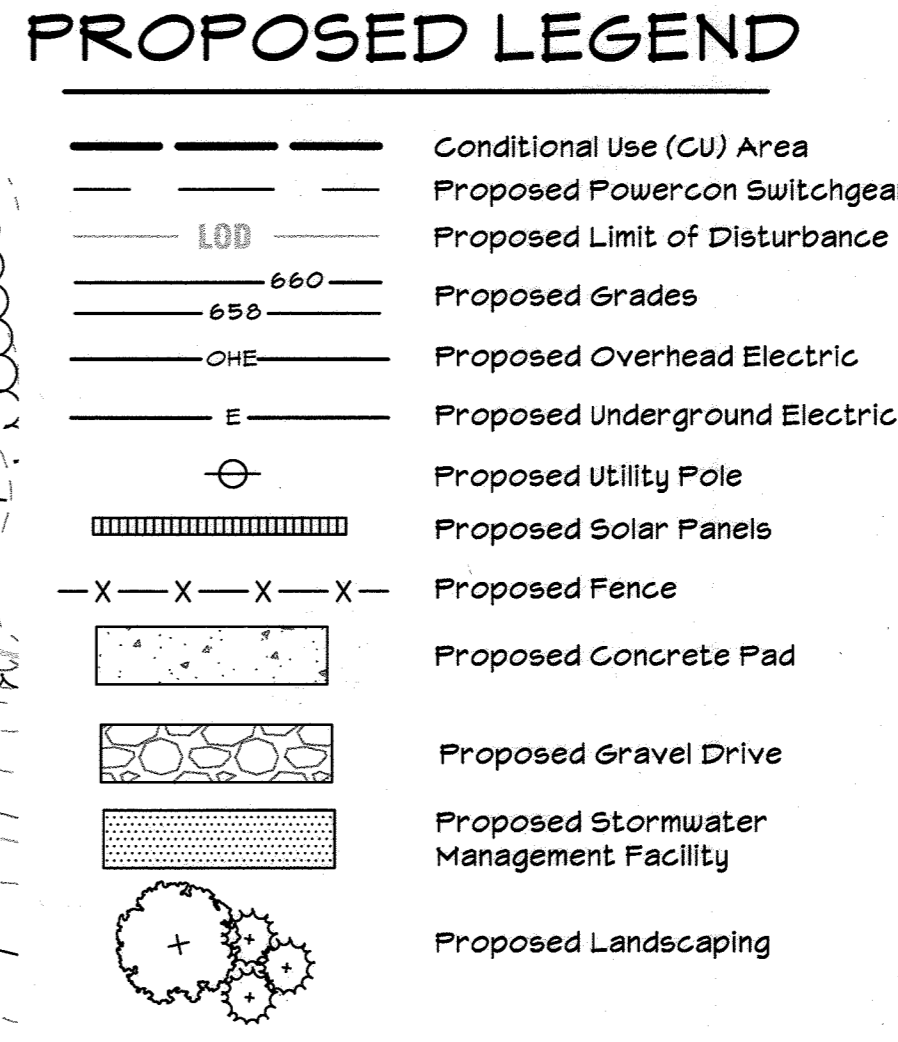 PROPOSED LEGEND
Conditional Use (CU) Area
Proposed Powercon Switchgear
LOD Proposed Limit of Disturbance
660
658
Proposed Grades
OHE Proposed Overhead Electric
E Proposed Underground Electric
Proposed Utility Pole
Proposed Solar Panels
X X X X Proposed Fence
Proposed Concrete Pad
Proposed Gravel Drive
Proposed Stormwater
Management Facility
Proposed Landscaping